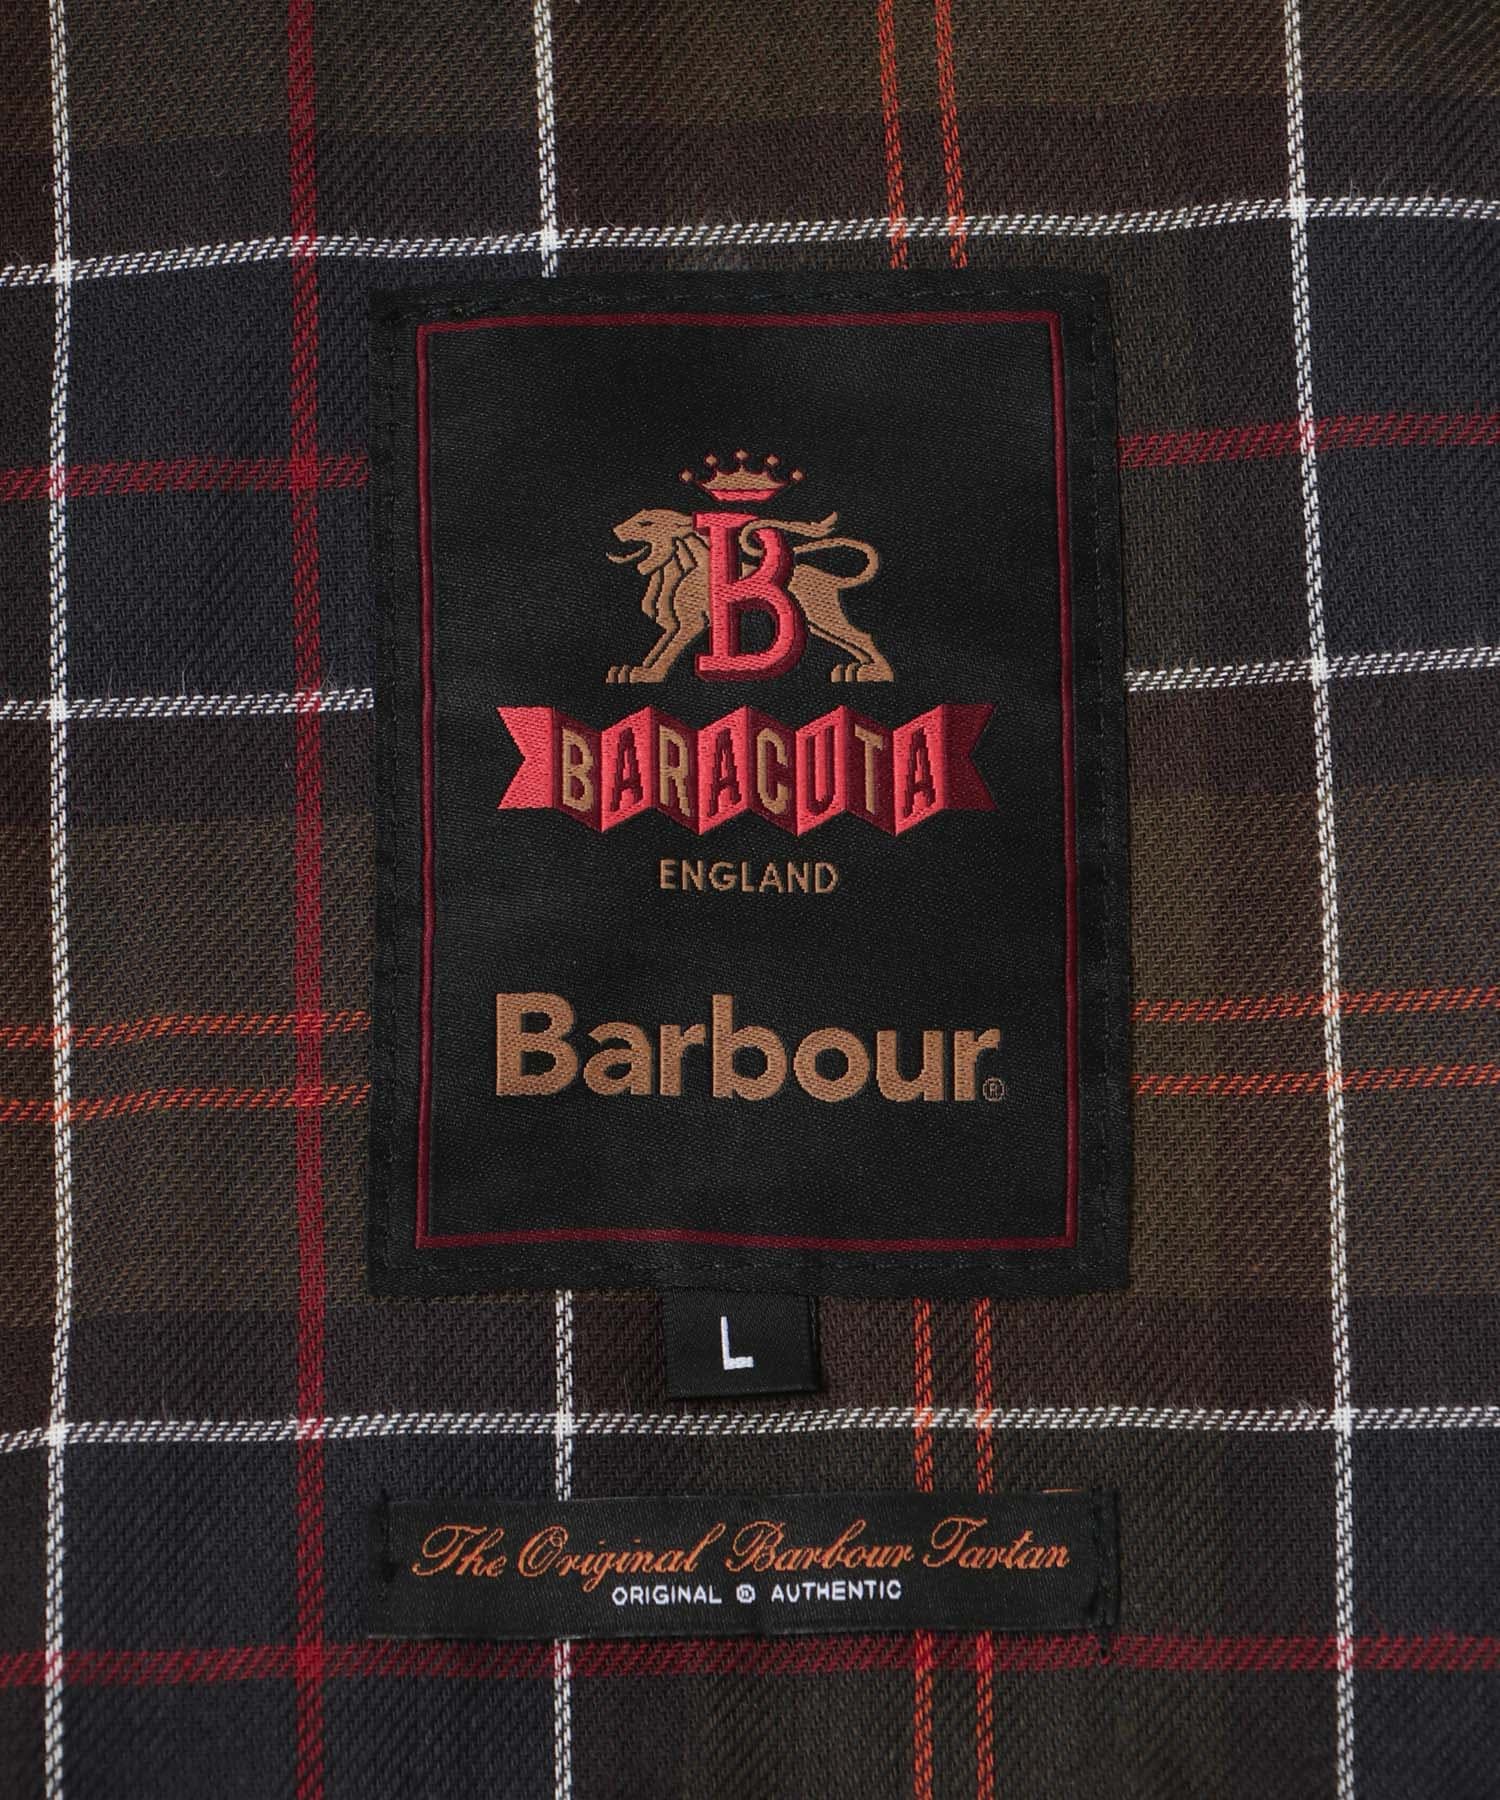 B
BARACUTA
ENGLAND
Barbour®
L
The Original Barbour Tartan
ORIGINAL AUTHENTIC